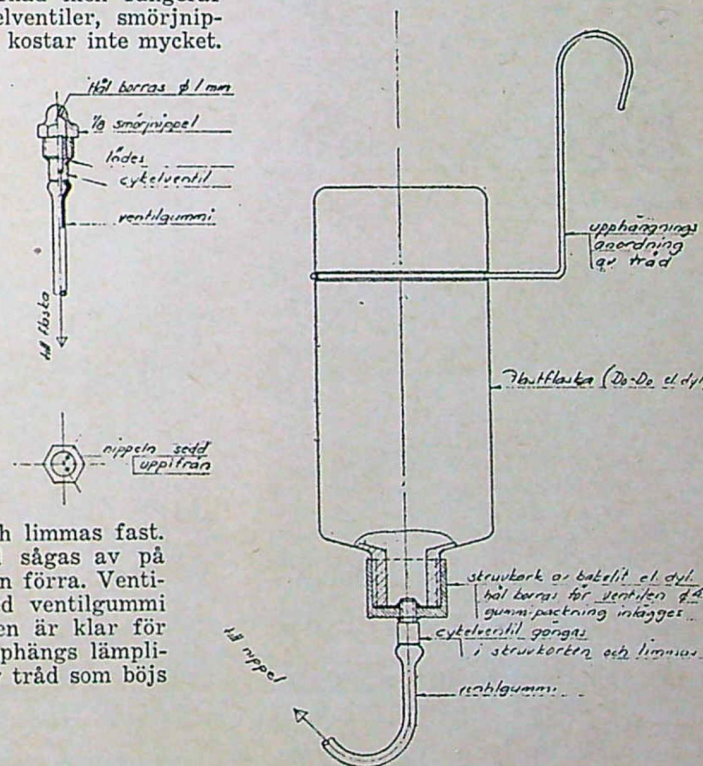 elventiler, smörjnip-
kostar inte mycket.
Hål borras ø 1 mm
1/8 smörjnippel
lödes
cykelventil
ventilgummi
till flaska
nippeln sedd
uppifrån
upphängnings
anordning
av tråd
Plastflaska (Do-Do el. dyl.
skruvkork av bakelit el. dyl.
hål borras för ventilen ø 4
gummipackning inlägges
cykelventil gängas
i skruvkorken och limmas
ventilgummi
till nippel
h limmas fast.
sågas av på
n förra. Venti-
d ventilgummi
en är klar för
phängs lämpli-
tråd som böjs